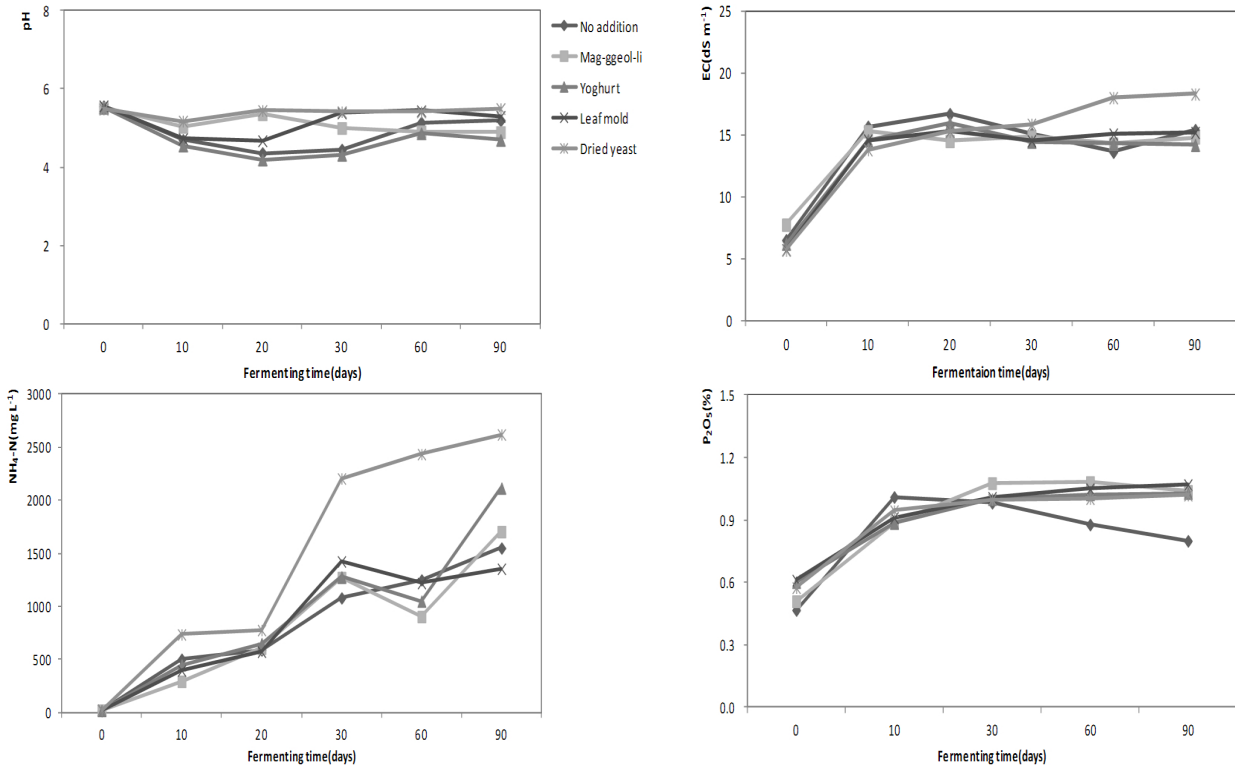 pH
8
6
4
2
0
0 10 20 30 60 90
Fermenting time(days)
No addition
Mag-ggeol-li
Yoghurt
Leaf mold
Dried yeast
EC(dS m⁻¹)
25
20
15
10
5
0
0 10 20 30 60 90
Fermentaion time(days)
NH₄-N(mg L⁻¹)
3000
2500
2000
1500
1000
500
0
0 10 20 30 60 90
Fermenting time(days)
P₂O₅(%)
1.5
1.2
0.9
0.6
0.3
0.0
0 10 30 60 90
Fermenting time(days)